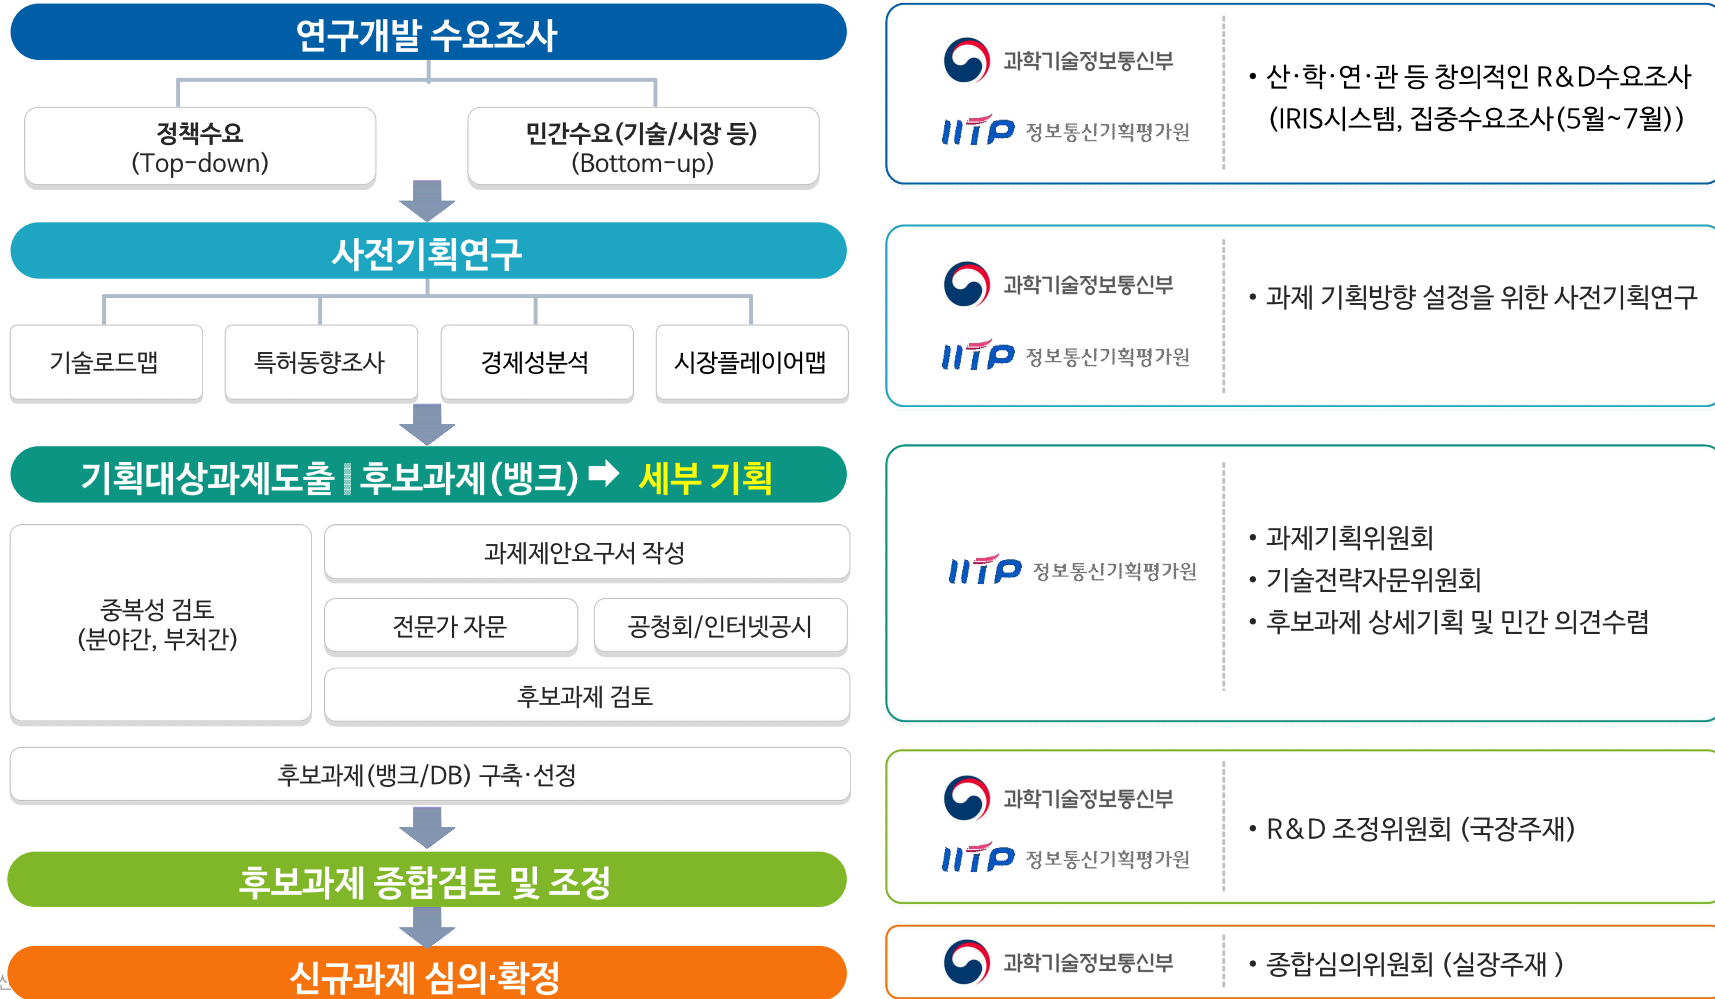 연구개발 수요조사
정책수요
(Top-down)
민간수요(기술/시장 등)
(Bottom-up)
과학기술정보통신부
IITP 정보통신기획평가원
• 산·학·연·관 등 창의적인 R&D수요조사
(IRIS시스템, 집중수요조사(5월~7월))
사전기획연구
기술로드맵
특허동향조사
경제성분석
시장플레이어맵
과학기술정보통신부
IITP 정보통신기획평가원
• 과제 기획방향 설정을 위한 사전기획연구
기획대상과제도출 후보과제(뱅크) ➡ 세부 기획
중복성 검토
(분야간, 부처간)
과제제안요구서 작성
전문가 자문
공청회/인터넷공시
후보과제 검토
후보과제(뱅크/DB) 구축·선정
IITP 정보통신기획평가원
• 과제기획위원회
• 기술전략자문위원회
• 후보과제 상세기획 및 민간 의견수렴
후보과제 종합검토 및 조정
과학기술정보통신부
IITP 정보통신기획평가원
• R&D 조정위원회 (국장주재)
신규과제 심의·확정
과학기술정보통신부
• 종합심의위원회 (실장주재 )